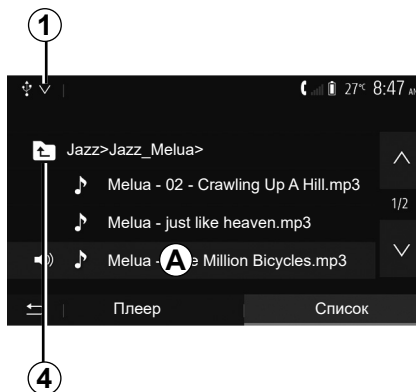 1
27°C 8:47 AM
Jazz>Jazz_Melua>
Melua - 02 - Crawling Up A Hill.mp3
1/2
Melua - just like heaven.mp3
Melua - A e Million Bicycles.mp3
Плеер Список
4